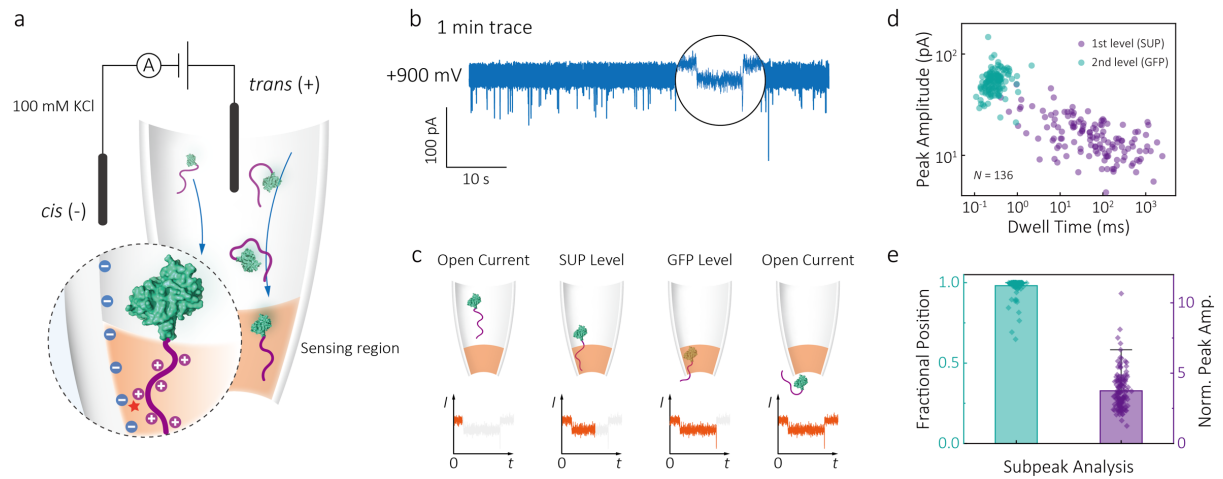 a
A
trans (+)
100 mM KCl
cis (-)
Sensing region
b
1 min trace
+900 mV
100 pA
10 s
c
Open Current
SUP Level
GFP Level
Open Current
I
I
I
I
0
t
0
t
0
t
0
t
d
Peak Amplitude (pA)
10²
10¹
1st level (SUP)
2nd level (GFP)
N = 136
10⁻¹
10⁰
10¹
10²
10³
Dwell Time (ms)
e
Fractional Position
1.0
0.5
0.0
10
5
0
Norm. Peak Amp.
Subpeak Analysis